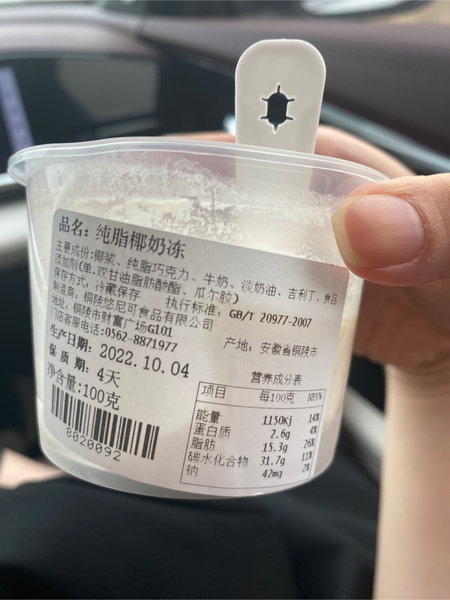 品名：纯脂椰奶冻
主要成份：椰浆、纯脂巧克力、牛奶、淡奶油、吉利丁、食品
添加剂(单,双甘油脂肪酸酯、瓜尔胶)
保存方式：冷藏保存 执行标准：GB/T 20977-2007
制造商：铜陵悠尼可食品有限公司
地址：铜陵市财富广场G101
门店客服电话：0562-8871977 产地：安徽省铜陵市
生产日期：2022.10.04
保质期：4天
净含量：100克
8020092
营养成分表
项目 每100克 NRV%
能量 1150Kj 14%
蛋白质 2.6g 4%
脂肪 15.3g 26%
碳水化合物 31.7g 11%
钠 42mg 2%